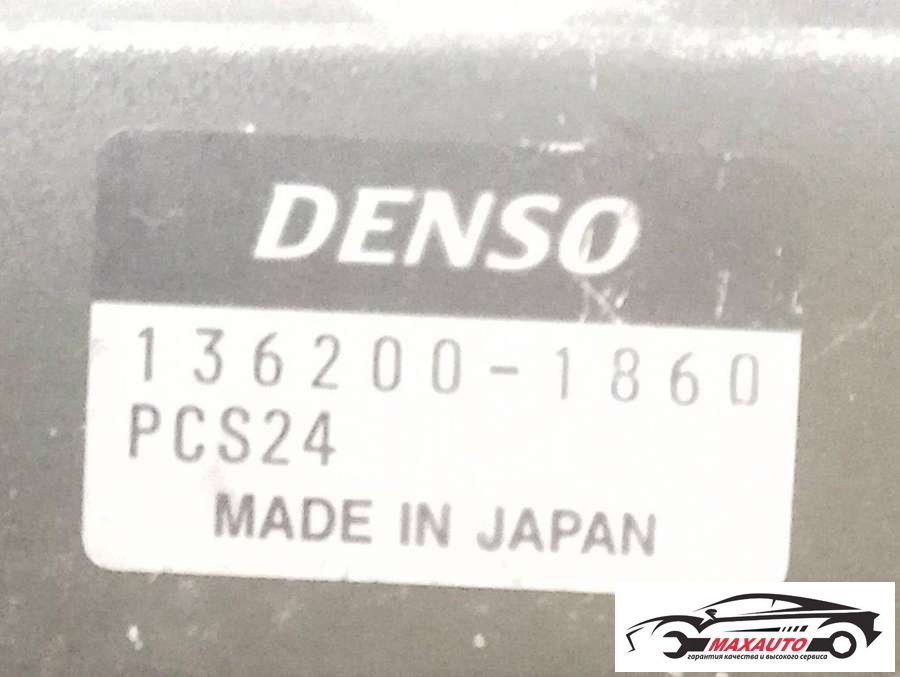 DENSO
136200-1860
PCS24
MADE IN JAPAN
MAXAUTO
гарантия качества и высокого сервиса